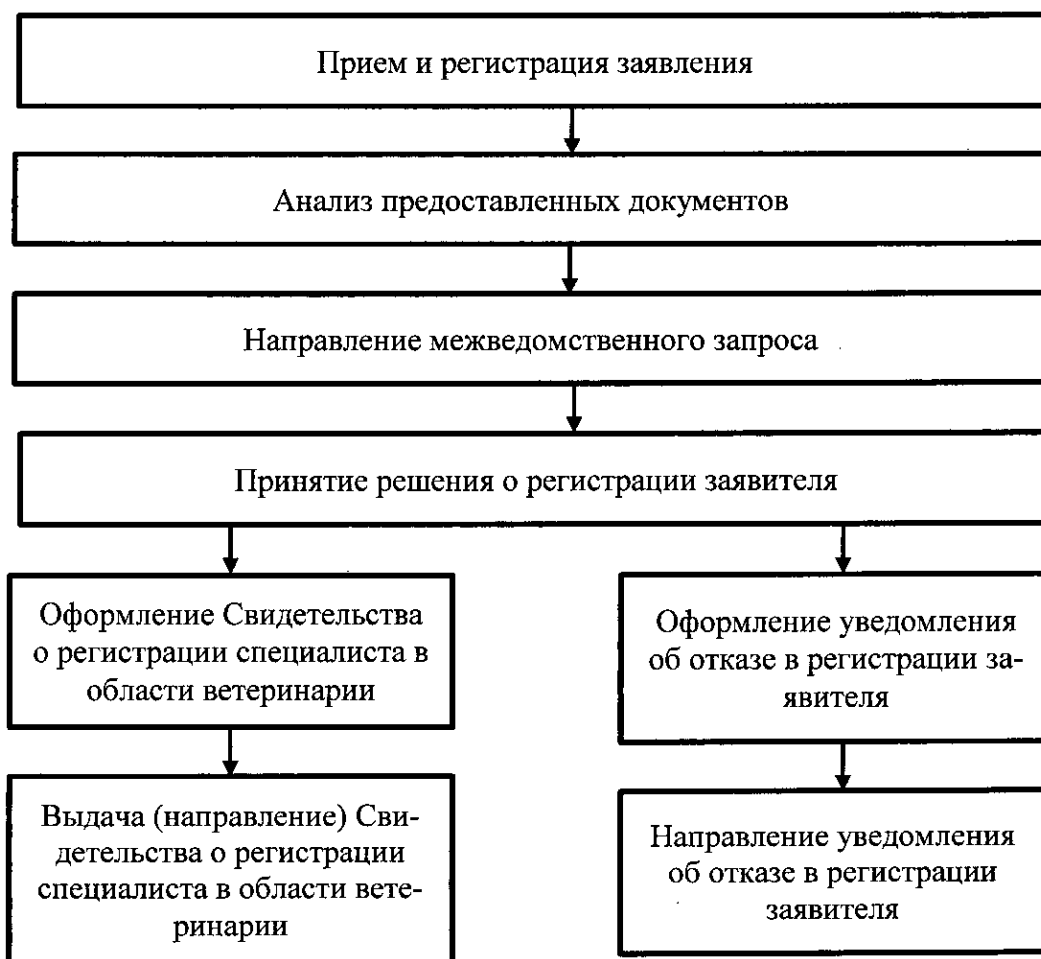 Прием и регистрация заявления
Анализ предоставленных документов
Направление межведомственного запроса
Принятие решения о регистрации заявителя
Оформление Свидетельства
о регистрации специалиста в
области ветеринарии
Оформление уведомления
об отказе в регистрации за-
явителя
Выдача (направление) Сви-
детельства о регистрации
специалиста в области вете-
ринарии
Направление уведомления
об отказе в регистрации
заявителя